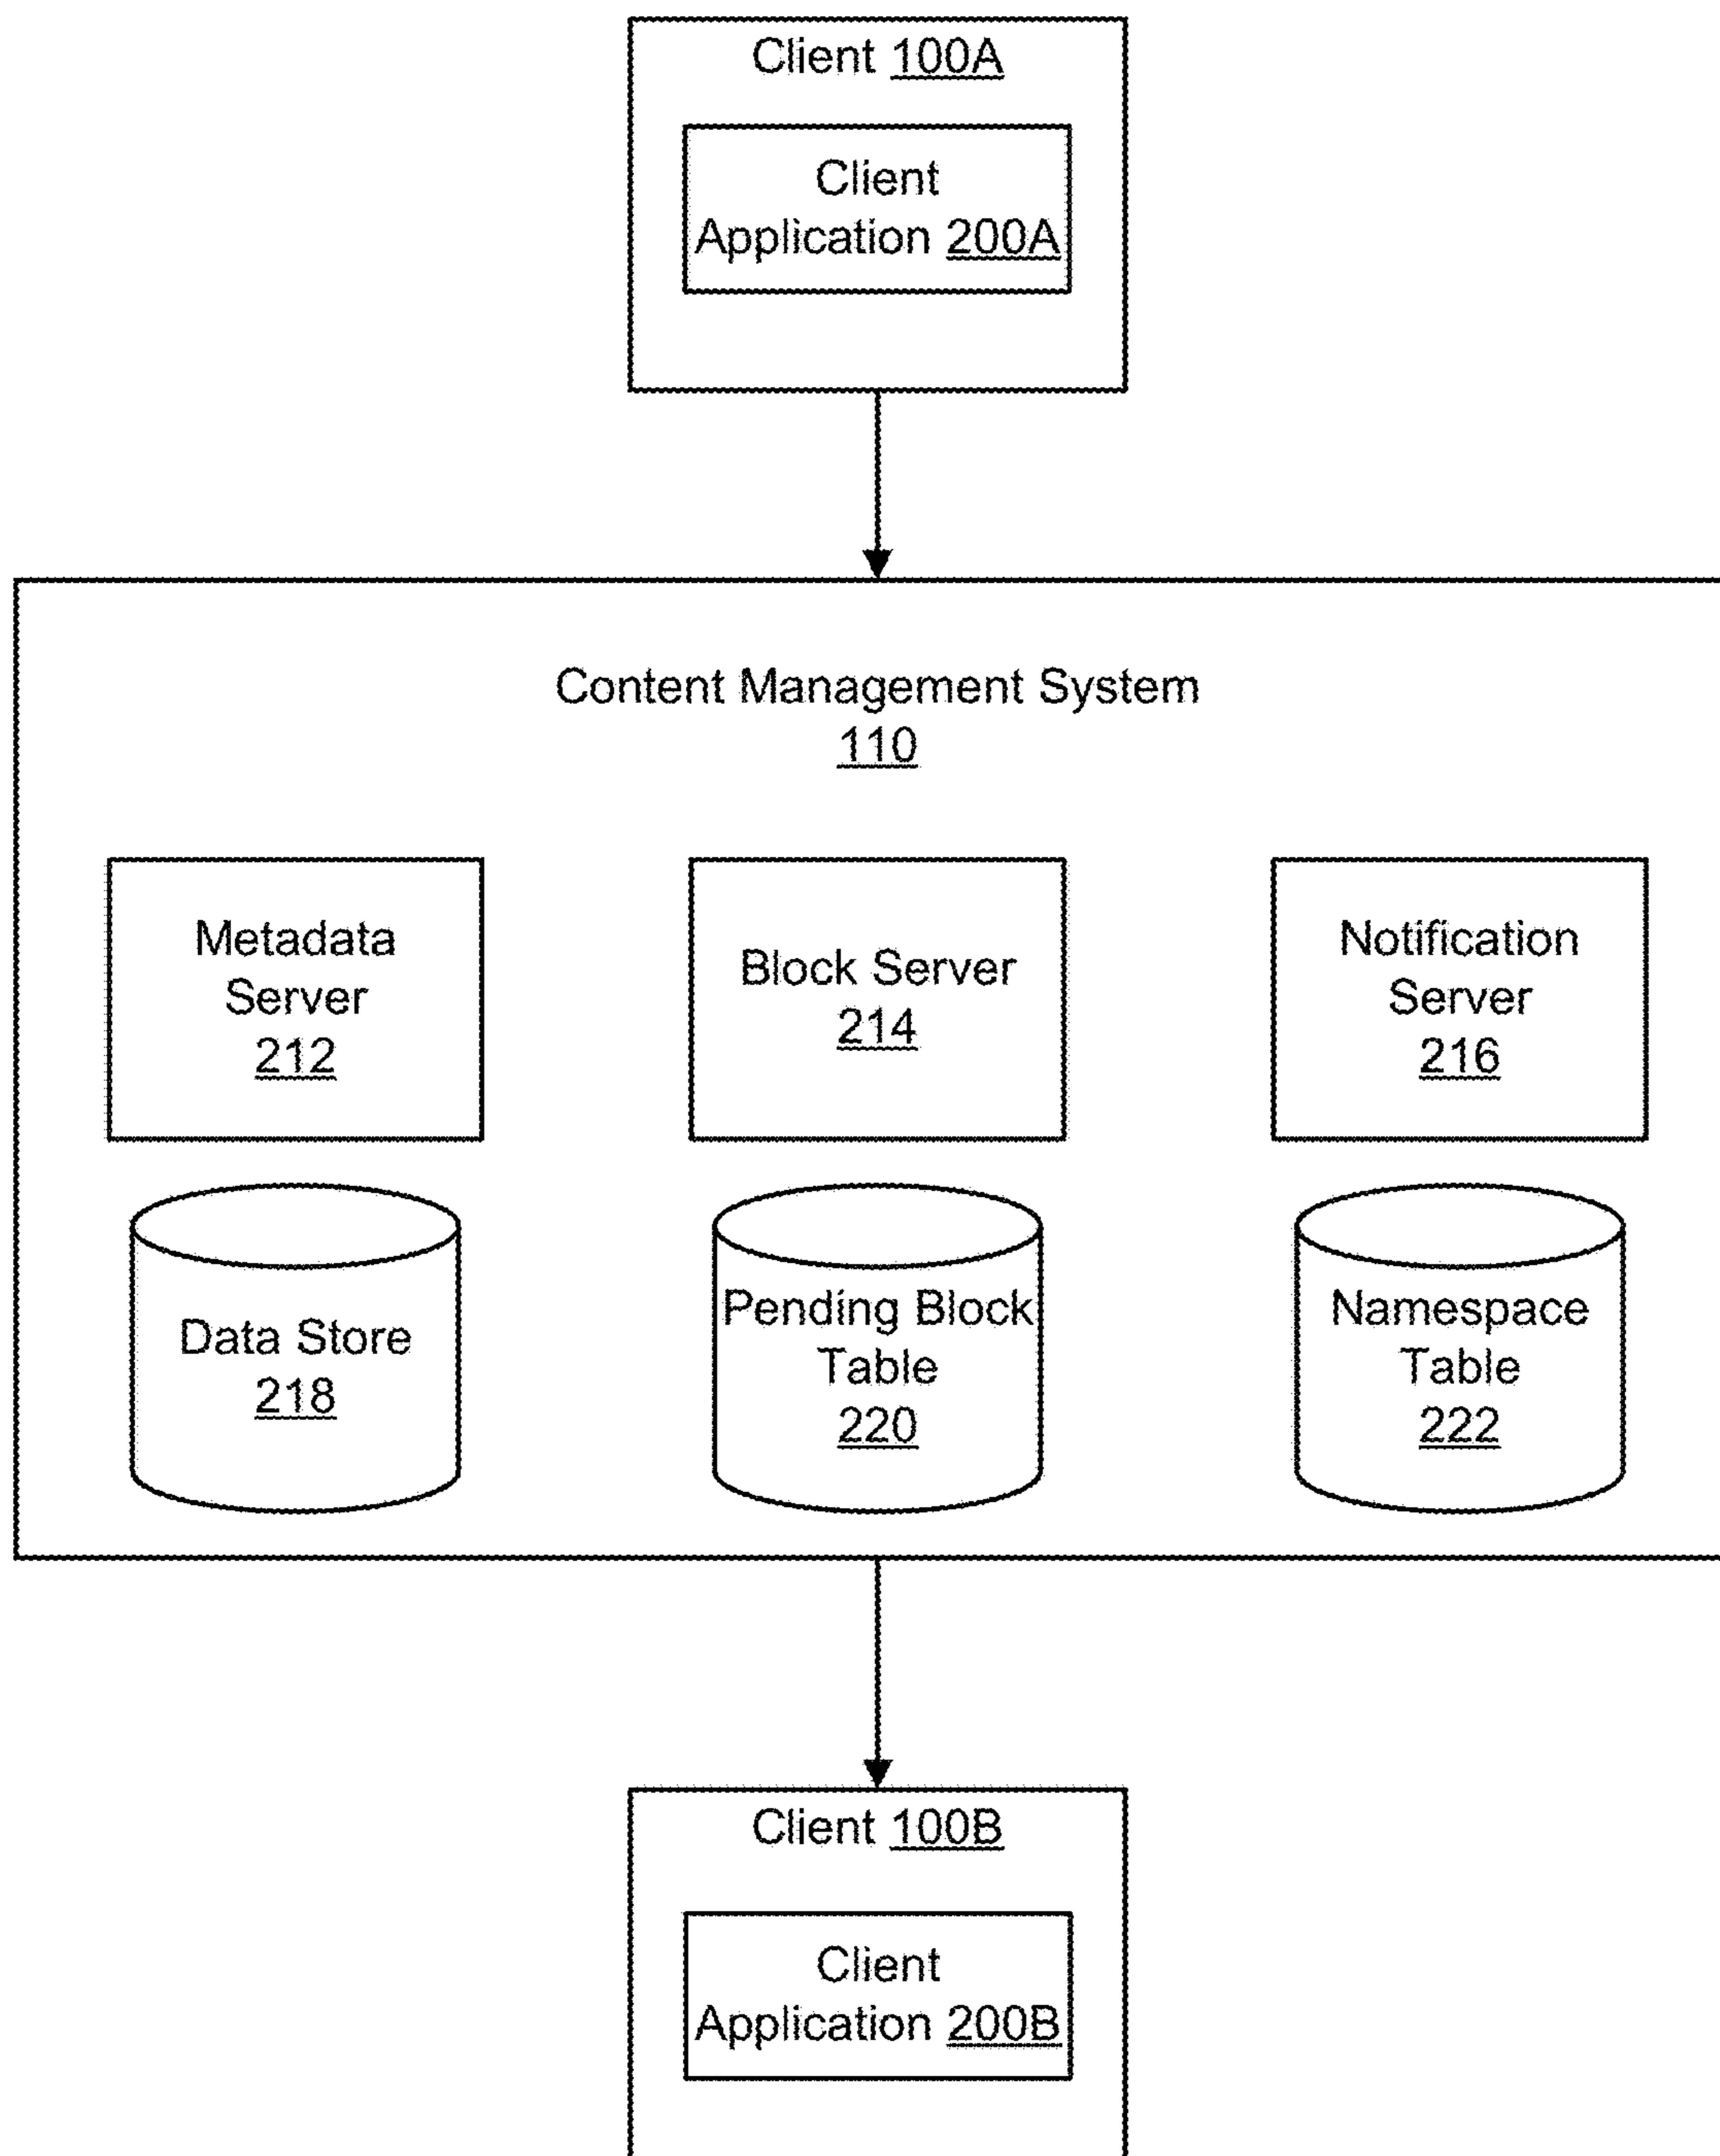 Client 100A
Client
Application 200A
Content Management System
110
Metadata
Server
212
Block Server
214
Notification
Server
216
Data Store
218
Pending Block
Table
220
Namespace
Table
222
Client 100B
Client
Application 200B